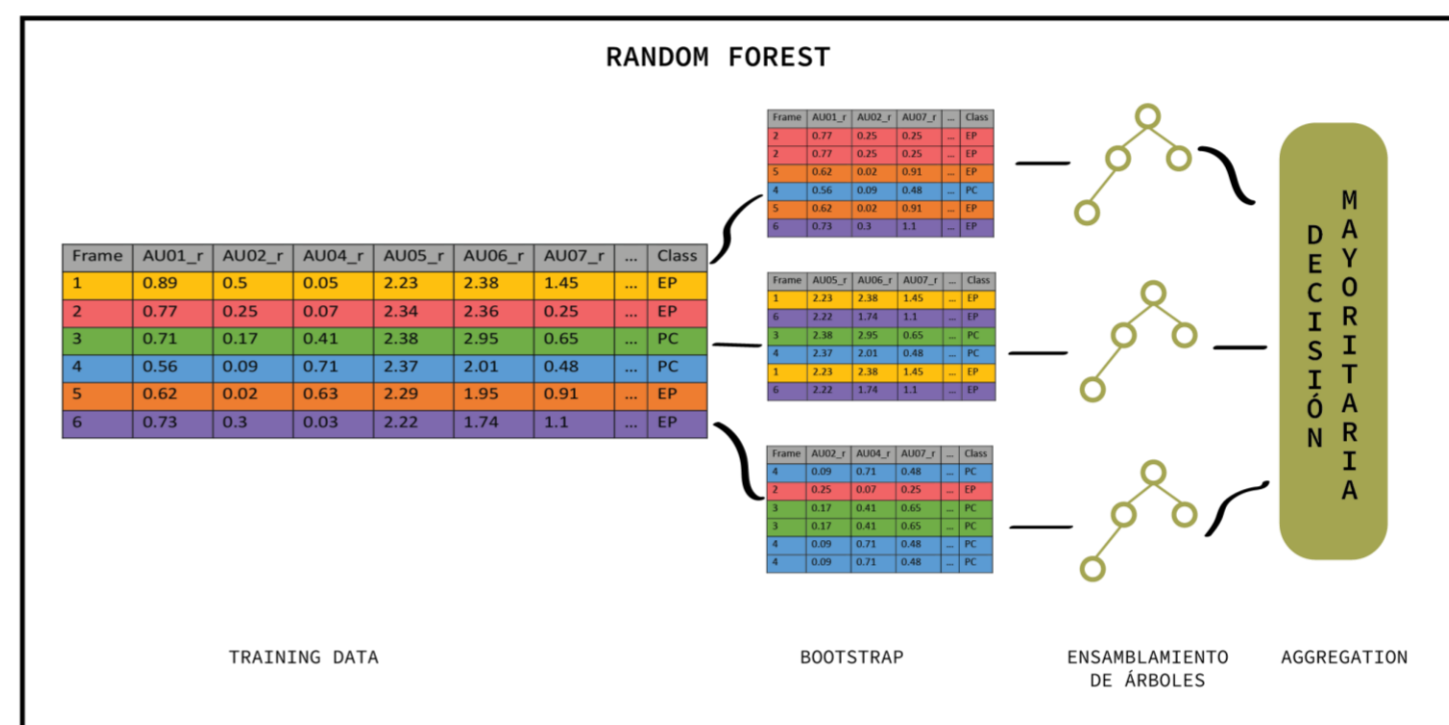 RANDOM FOREST
Frame AU01_r AU02_r AU04_r AU05_r AU06_r AU07_r ... Class
1 0.89 0.5 0.05 2.23 2.38 1.45 ... EP
2 0.77 0.25 0.07 2.34 2.36 0.25 ... EP
3 0.71 0.17 0.41 2.38 2.95 0.65 ... PC
4 0.56 0.09 0.71 2.37 2.01 0.48 ... PC
5 0.62 0.02 0.63 2.29 1.95 0.91 ... EP
6 0.73 0.3 0.03 2.22 1.74 1.1 ... EP
Frame AU01_r AU02_r AU07_r ... Class
2 0.77 0.25 0.25 ... EP
2 0.77 0.25 0.25 ... EP
5 0.62 0.02 0.91 ... EP
4 0.56 0.09 0.48 ... PC
5 0.62 0.02 0.91 ... EP
6 0.73 0.3 1.1 ... EP
Frame AU05_r AU06_r AU07_r ... Class
1 2.23 2.38 1.45 ... EP
6 2.22 1.74 1.1 ... EP
3 2.38 2.95 0.65 ... PC
4 2.37 2.01 0.48 ... PC
1 2.23 2.38 1.45 ... EP
6 2.22 1.74 1.1 ... EP
Frame AU02_r AU04_r AU07_r ... Class
4 0.09 0.71 0.48 ... PC
2 0.25 0.07 0.25 ... EP
3 0.17 0.41 0.65 ... PC
3 0.17 0.41 0.65 ... PC
4 0.09 0.71 0.48 ... PC
4 0.09 0.71 0.48 ... PC
DECISIÓN
MAYORITARIA
TRAINING DATA
BOOTSTRAP
ENSAMBLAMIENTO
DE ÁRBOLES
AGGREGATION